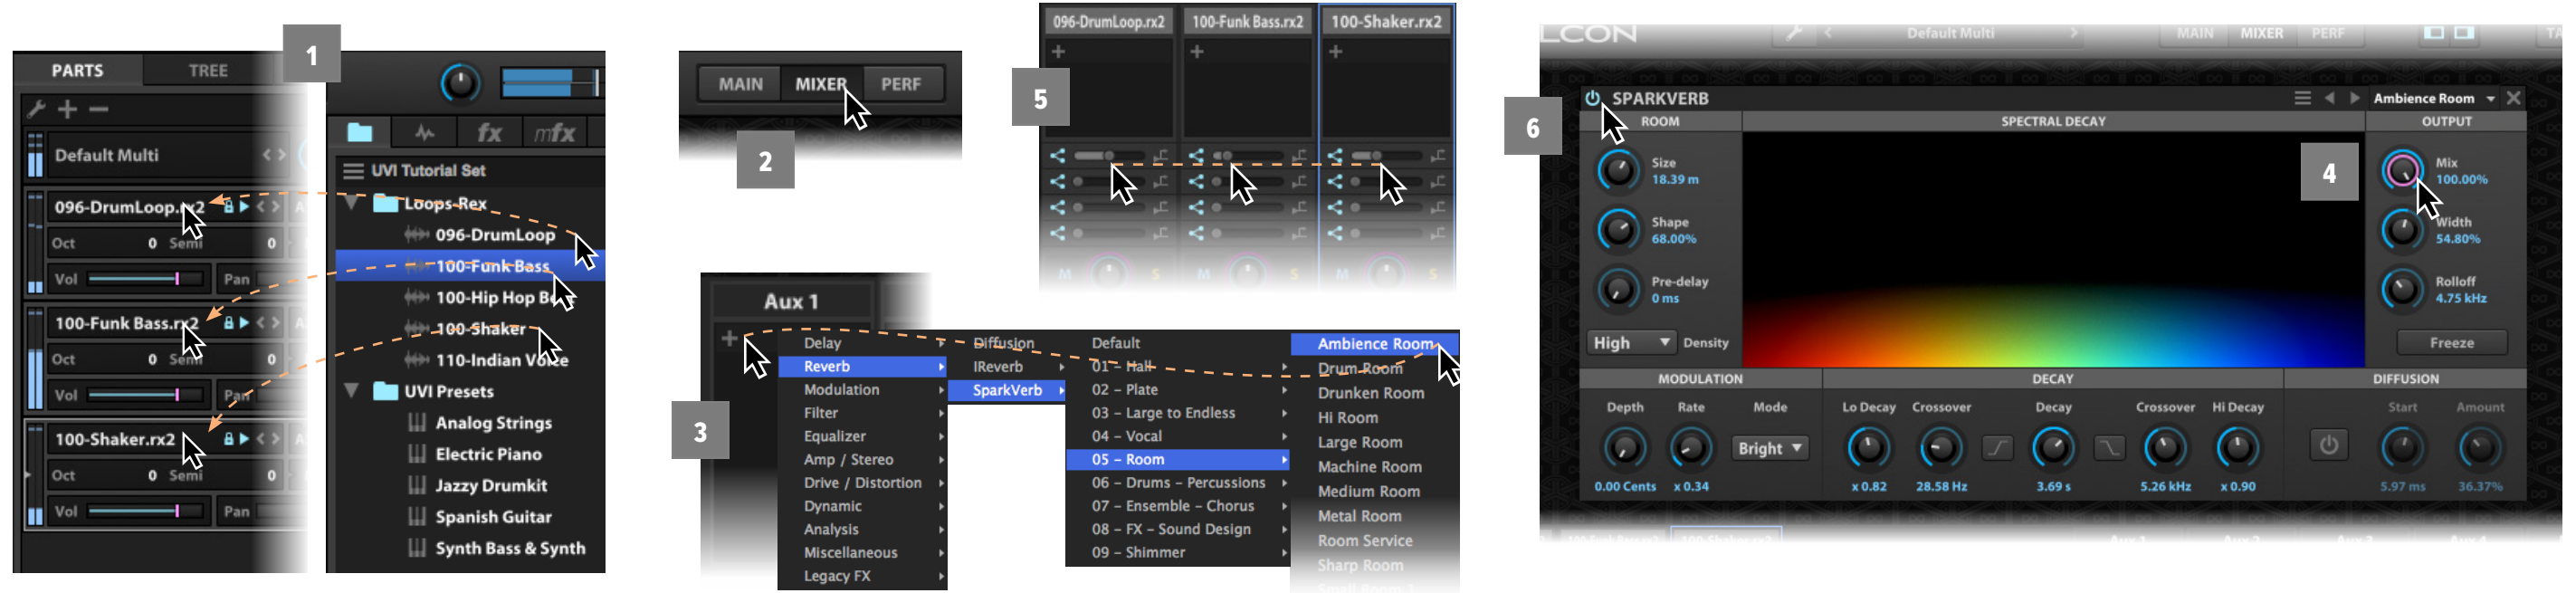 1
PARTS TREE
Default Multi
096-DrumLoop.rx2
Oct 0 Semi 0
Vol Pan
100-Funk Bass.rx2
Oct 0 Semi 0
Vol Pan
100-Shaker.rx2
Oct 0 Semi 0
Vol Pan
fx mfx
UVI Tutorial Set
Loops-Rex
096-DrumLoop
100-Funk Bass
100-Hip Hop
100-Shaker
110-Indian Voice
UVI Presets
Analog Strings
Electric Piano
Jazzy Drumkit
Spanish Guitar
Synth Bass & Synth
MAIN MIXER PERF
2
5
096-DrumLoop.rx2 100-Funk Bass.rx2 100-Shaker.rx2
M S M S M S
3
Aux 1
Delay
Reverb
Modulation
Filter
Equalizer
Amp / Stereo
Drive / Distortion
Dynamic
Analysis
Miscellaneous
Legacy FX
Diffusion
IReverb
SparkVerb
Default
01 - Hall
02 - Plate
03 - Large to Endless
04 - Vocal
05 - Room
06 - Drums - Percussions
07 - Ensemble - Chorus
08 - FX - Sound Design
09 - Shimmer
Ambience Room
Drum Room
Drunken Room
Hi Room
Large Room
Machine Room
Medium Room
Metal Room
Room Service
Sharp Room
LCON Default Multi MAIN MIXER PERF TA
6
SPARKVERB Ambience Room
ROOM SPECTRAL DECAY OUTPUT
4
Size
18.39 m
Shape
68.00%
Pre-delay
0 ms
High Density
Mix
100.00%
Width
54.80%
Rolloff
4.75 kHz
Freeze
MODULATION DECAY DIFFUSION
Depth Rate Mode Lo Decay Crossover Decay Crossover Hi Decay Start Amount
Bright
0.00 Cents x 0.34 x 0.82 28.58 Hz 3.69 s 5.26 kHz x 0.90 5.97 ms 36.37%